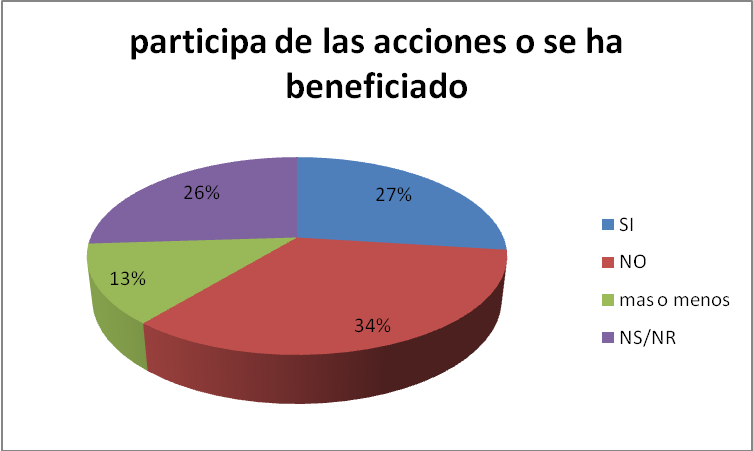 participa de las acciones o se ha
beneficiado
26%
27%
13%
34%
SI
NO
mas o menos
NS/NR